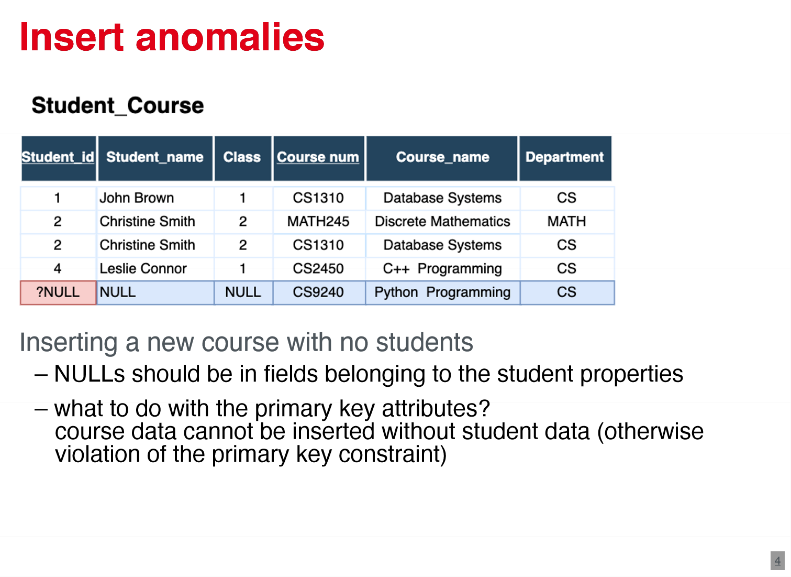 Insert anomalies
Student_Course
Student_id Student_name Class Course num Course_name Department
1 John Brown 1 CS1310 Database Systems CS
2 Christine Smith 2 MATH245 Discrete Mathematics MATH
2 Christine Smith 2 CS1310 Database Systems CS
4 Leslie Connor 1 CS2450 C++ Programming CS
?NULL NULL NULL CS9240 Python Programming CS
Inserting a new course with no students
– NULLs should be in fields belonging to the student properties
– what to do with the primary key attributes?
course data cannot be inserted without student data (otherwise
violation of the primary key constraint)
4